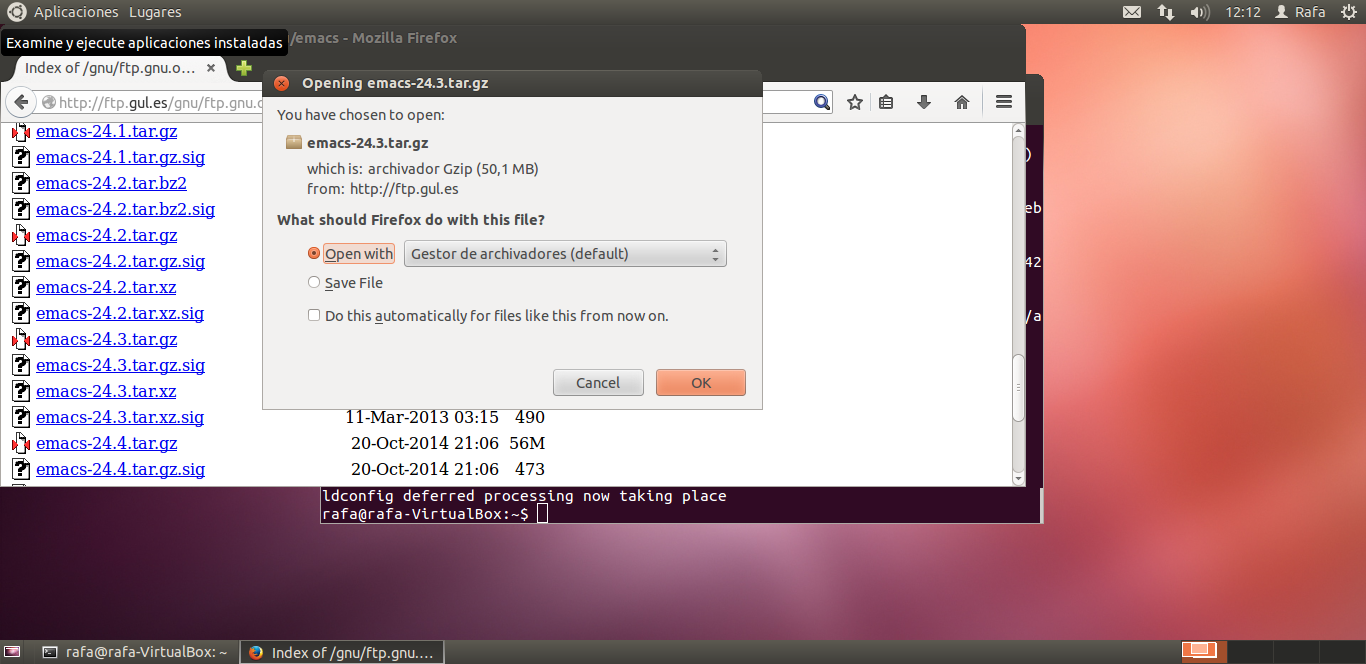 Aplicaciones Lugares 12:12 Rafa
Examine y ejecute aplicaciones instaladas /emacs - Mozilla Firefox
Index of /gnu/ftp.gnu.o...
http://ftp.gul.es/gnu/ftp.gnu.o
Opening emacs-24.3.tar.gz
You have chosen to open:
emacs-24.3.tar.gz
which is: archivador Gzip (50,1 MB)
from: http://ftp.gul.es
What should Firefox do with this file?
Open with Gestor de archivadores (default)
Save File
Do this automatically for files like this from now on.
Cancel OK
emacs-24.1.tar.gz
emacs-24.1.tar.gz.sig
emacs-24.2.tar.bz2
emacs-24.2.tar.bz2.sig
emacs-24.2.tar.gz
emacs-24.2.tar.gz.sig
emacs-24.2.tar.xz
emacs-24.2.tar.xz.sig
emacs-24.3.tar.gz
emacs-24.3.tar.gz.sig
emacs-24.3.tar.xz
emacs-24.3.tar.xz.sig 11-Mar-2013 03:15 490
emacs-24.4.tar.gz 20-Oct-2014 21:06 56M
emacs-24.4.tar.gz.sig 20-Oct-2014 21:06 473
)
eb
42
/a
ldconfig deferred processing now taking place
rafa@rafa-VirtualBox:~$
rafa@rafa-VirtualBox: ~ Index of /gnu/ftp.gnu....